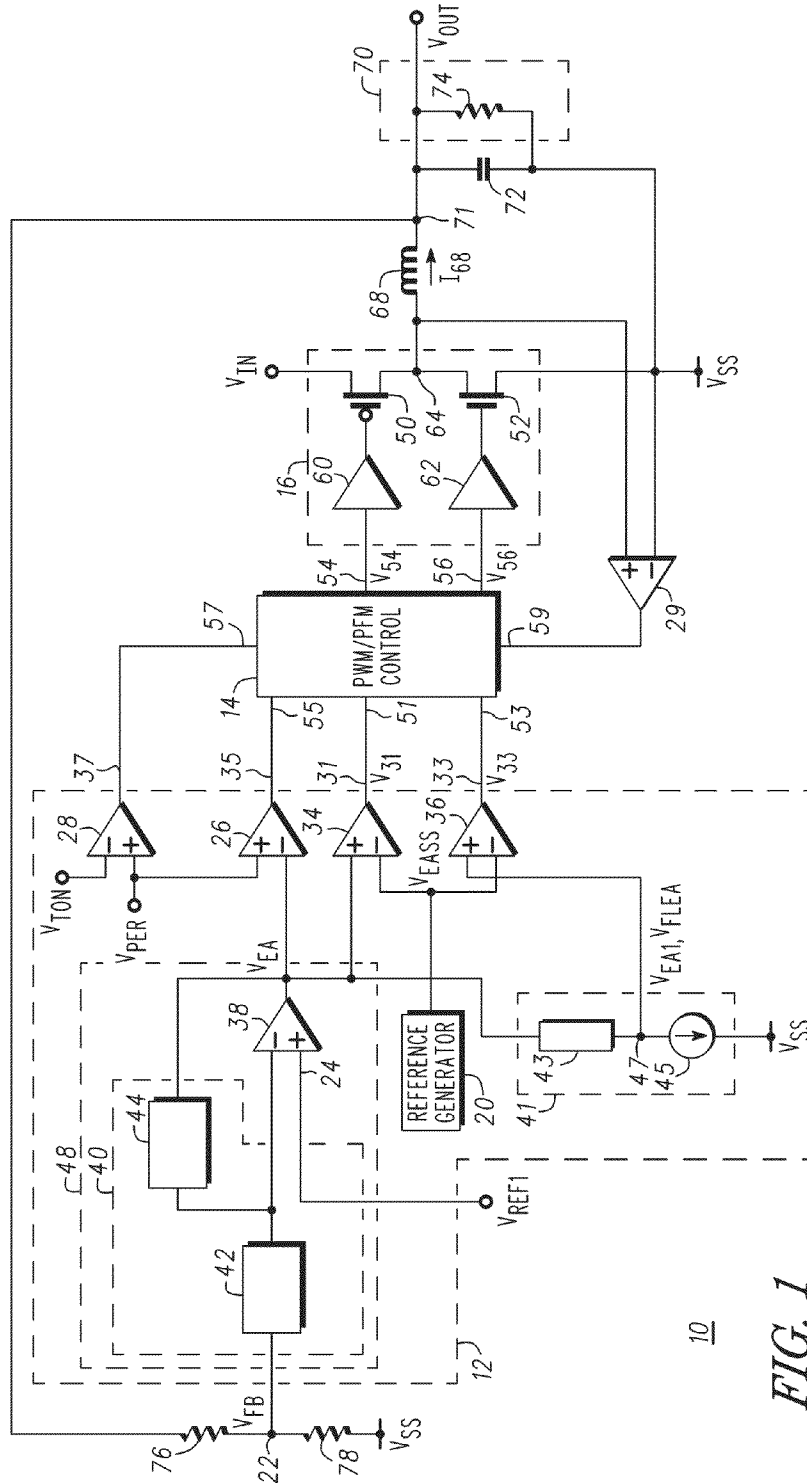 V_OUT
70
74
72
71
68
I_68
V_IN
V_SS
16
60
50
64
62
52
54
V_54
56
V_56
57
14
PWM/PFM
CONTROL
59
29
+
−
55
51
53
37
35
31
V_31
33
V_33
28
−
+
26
+
−
34
+
−
36
+
−
V_TON
V_PER
V_EA
V_EASS
V_EA1, V_FLEA
38
−
+
24
44
48
40
42
REFERENCE
GENERATOR
20
41
43
47
45
V_SS
V_REF1
12
V_FB
76
22
78
V_SS
10
FIG. 1